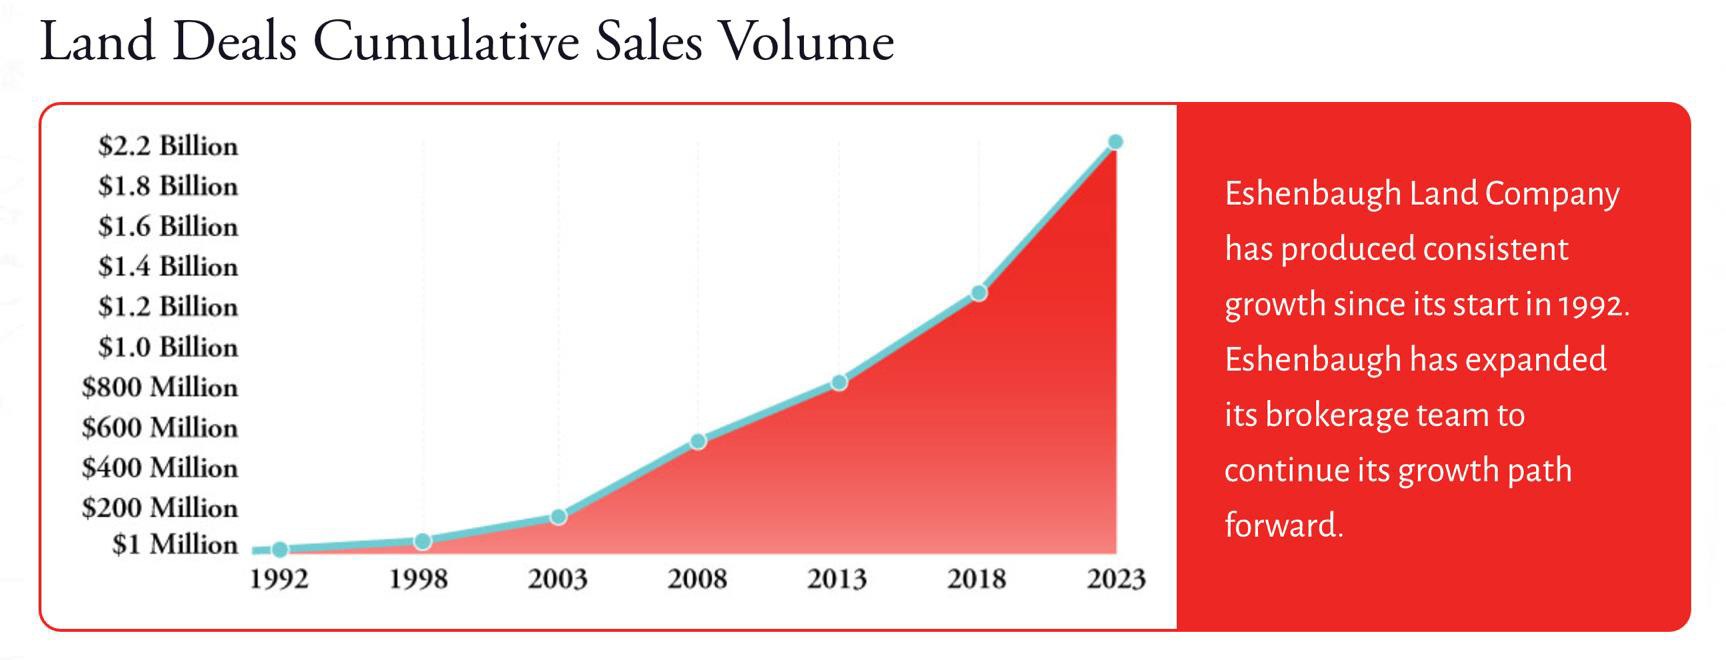 Land Deals Cumulative Sales Volume
$2.2 Billion
$1.8 Billion
$1.6 Billion
$1.4 Billion
$1.2 Billion
$1.0 Billion
$800 Million
$600 Million
$400 Million
$200 Million
$1 Million
1992 1998 2003 2008 2013 2018 2023
Eshenbaugh Land Company
has produced consistent
growth since its start in 1992.
Eshenbaugh has expanded
its brokerage team to
continue its growth path
forward.